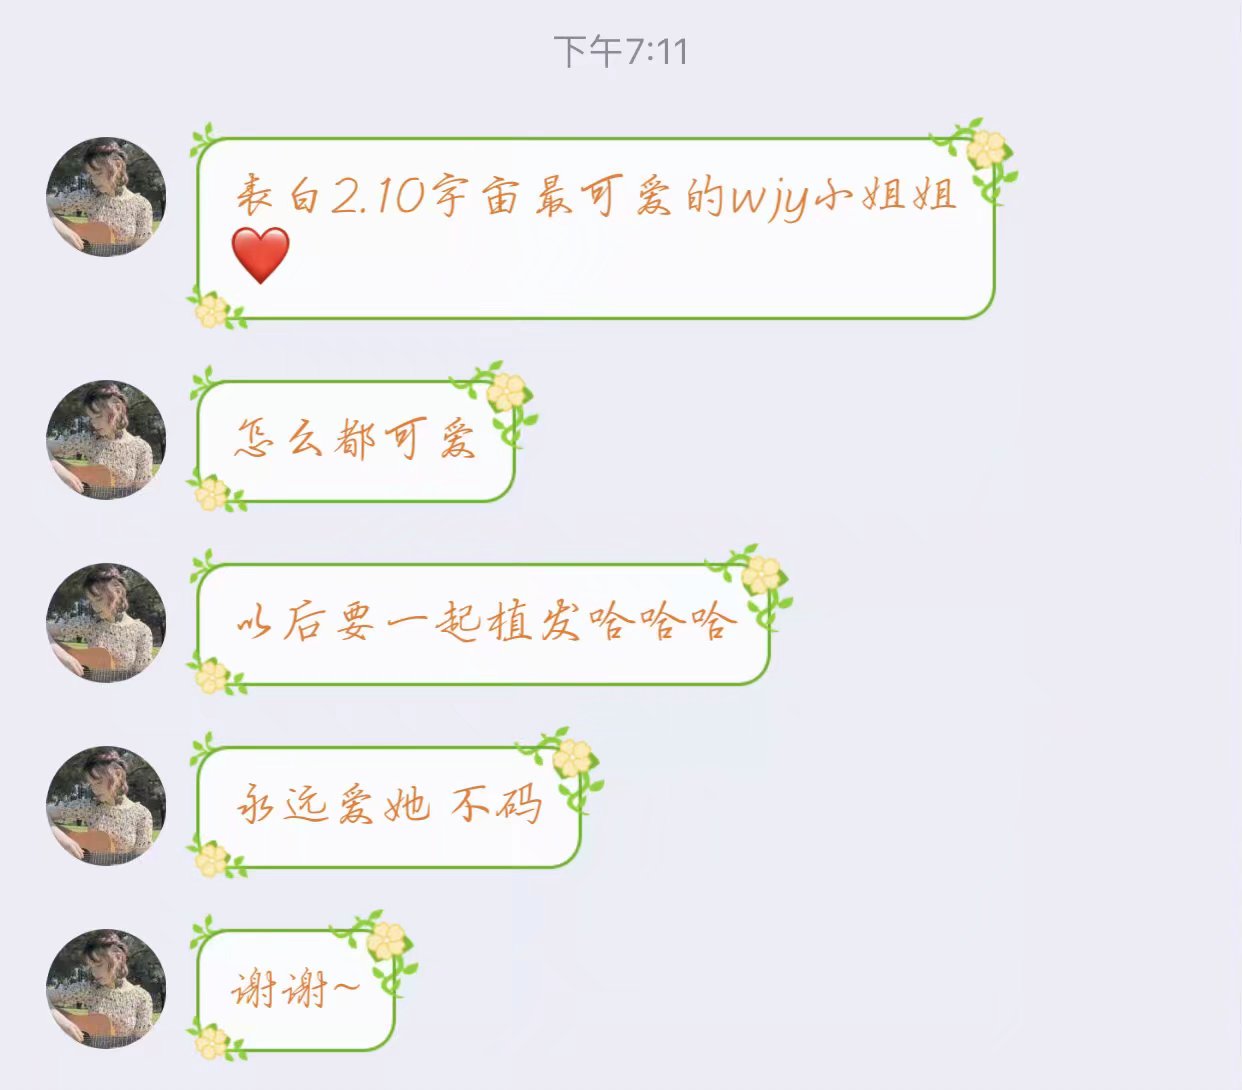 下午7:11
表白2.10宇宙最可爱的wjy小姐姐
❤️
怎么都可爱
以后要一起植发哈哈哈
永远爱她 不码
谢谢~